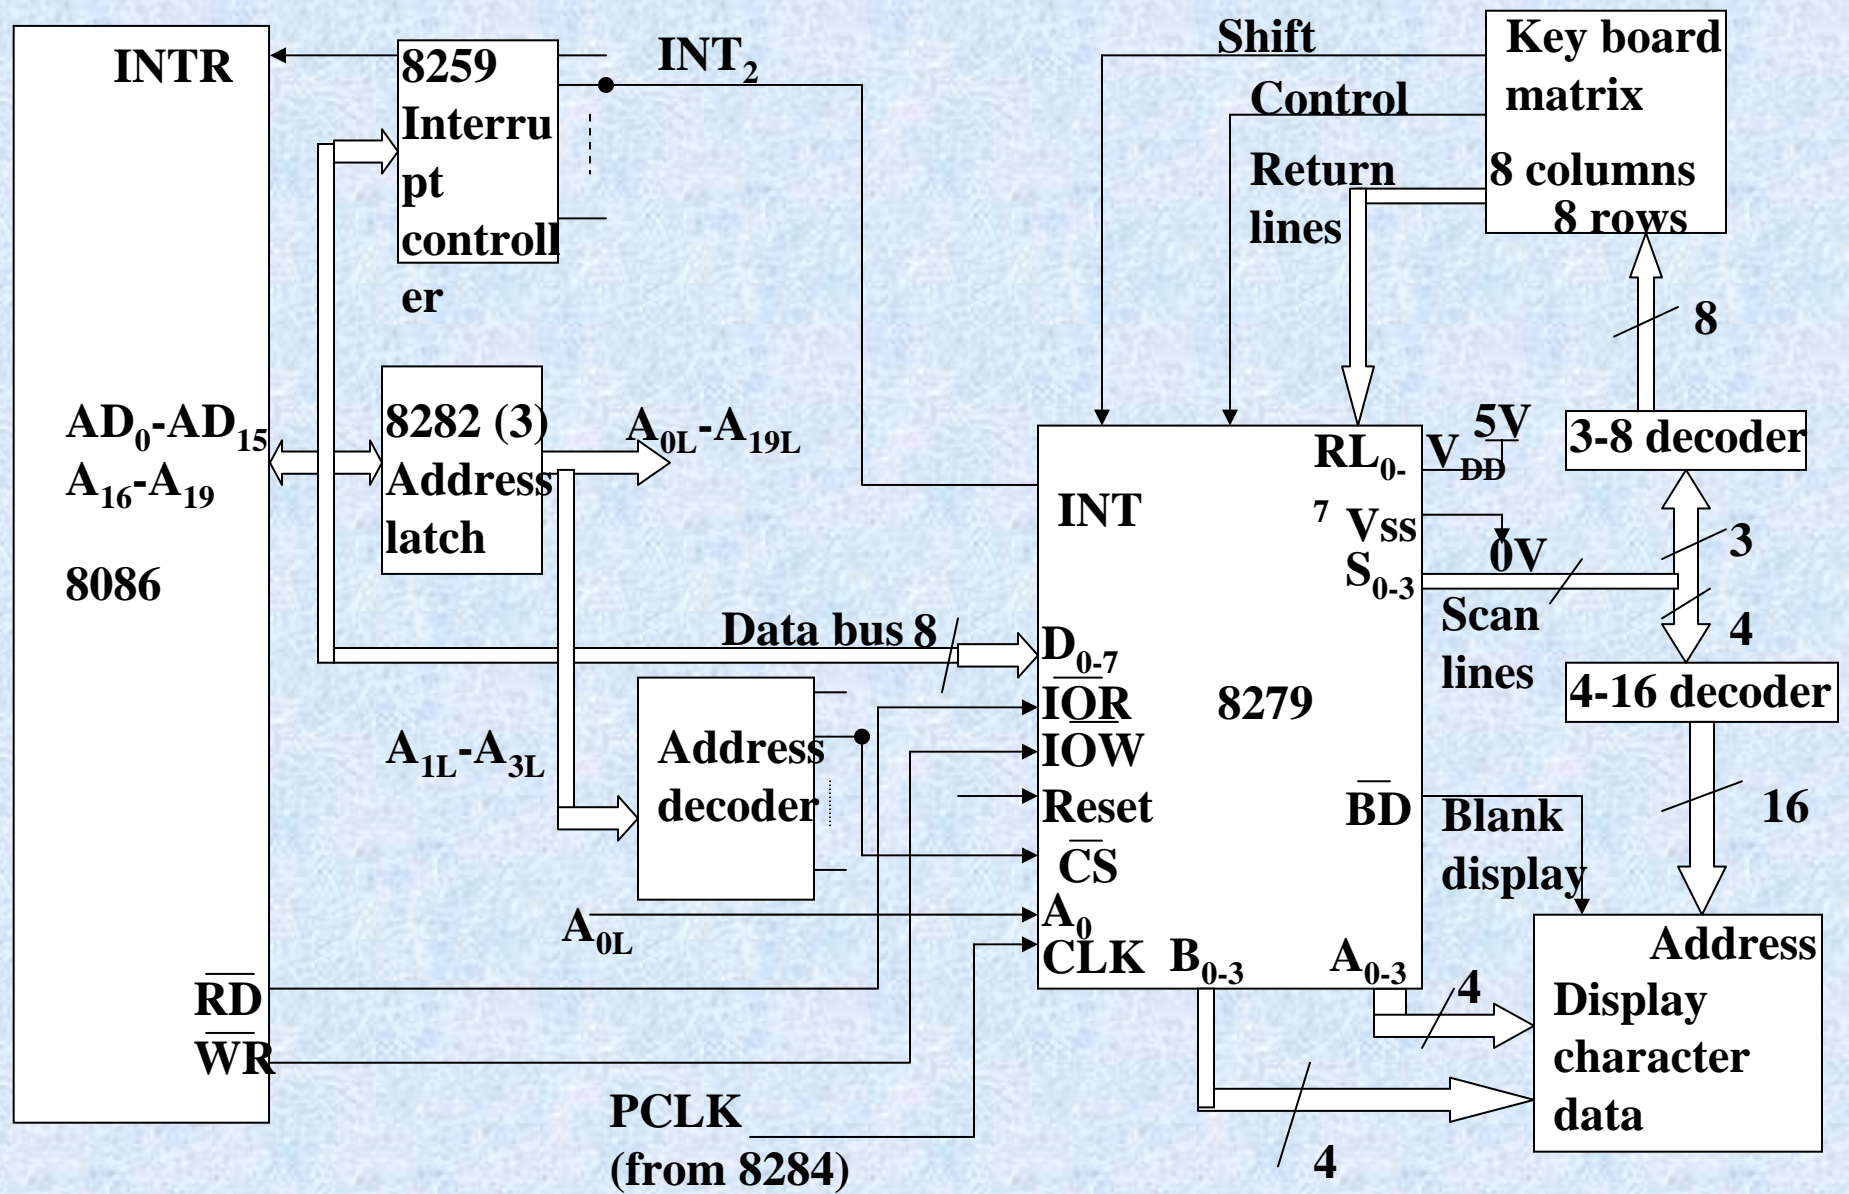 INTR
8259
Interru
pt
controll
er
INT2
Shift
Control
Return
lines
Key board
matrix
8 columns
8 rows
8
AD0-AD15
A16-A19
8086
8282 (3)
Address
latch
A0L-A19L
INT
RL0-
7
VDD
5V
Vss
0V
S0-3
Scan
lines
3-8 decoder
3
4
4-16 decoder
16
Data bus 8
D0-7
IOR
IOW
Reset
CS
A0
CLK
8279
BD
B0-3
A0-3
Blank
display
A1L-A3L
Address
decoder
A0L
RD
WR
PCLK
(from 8284)
4
4
Address
Display
character
data